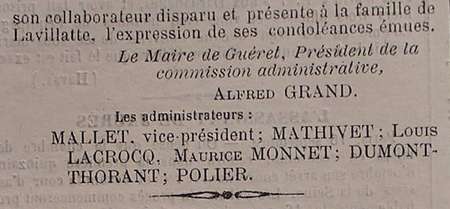 son collaborateur disparu et présente à la famille de
Lavillatte, l'expression de ses condoléances émues.
Le Maire de Guéret, Président de la
commission administrative,
ALFRED GRAND.
Les administrateurs :
MALLET, vice-président ; MATHIVET ; LOUIS
LACROCQ, MAURICE MONNET ; DUMONT-
THORANT ; POLIER.